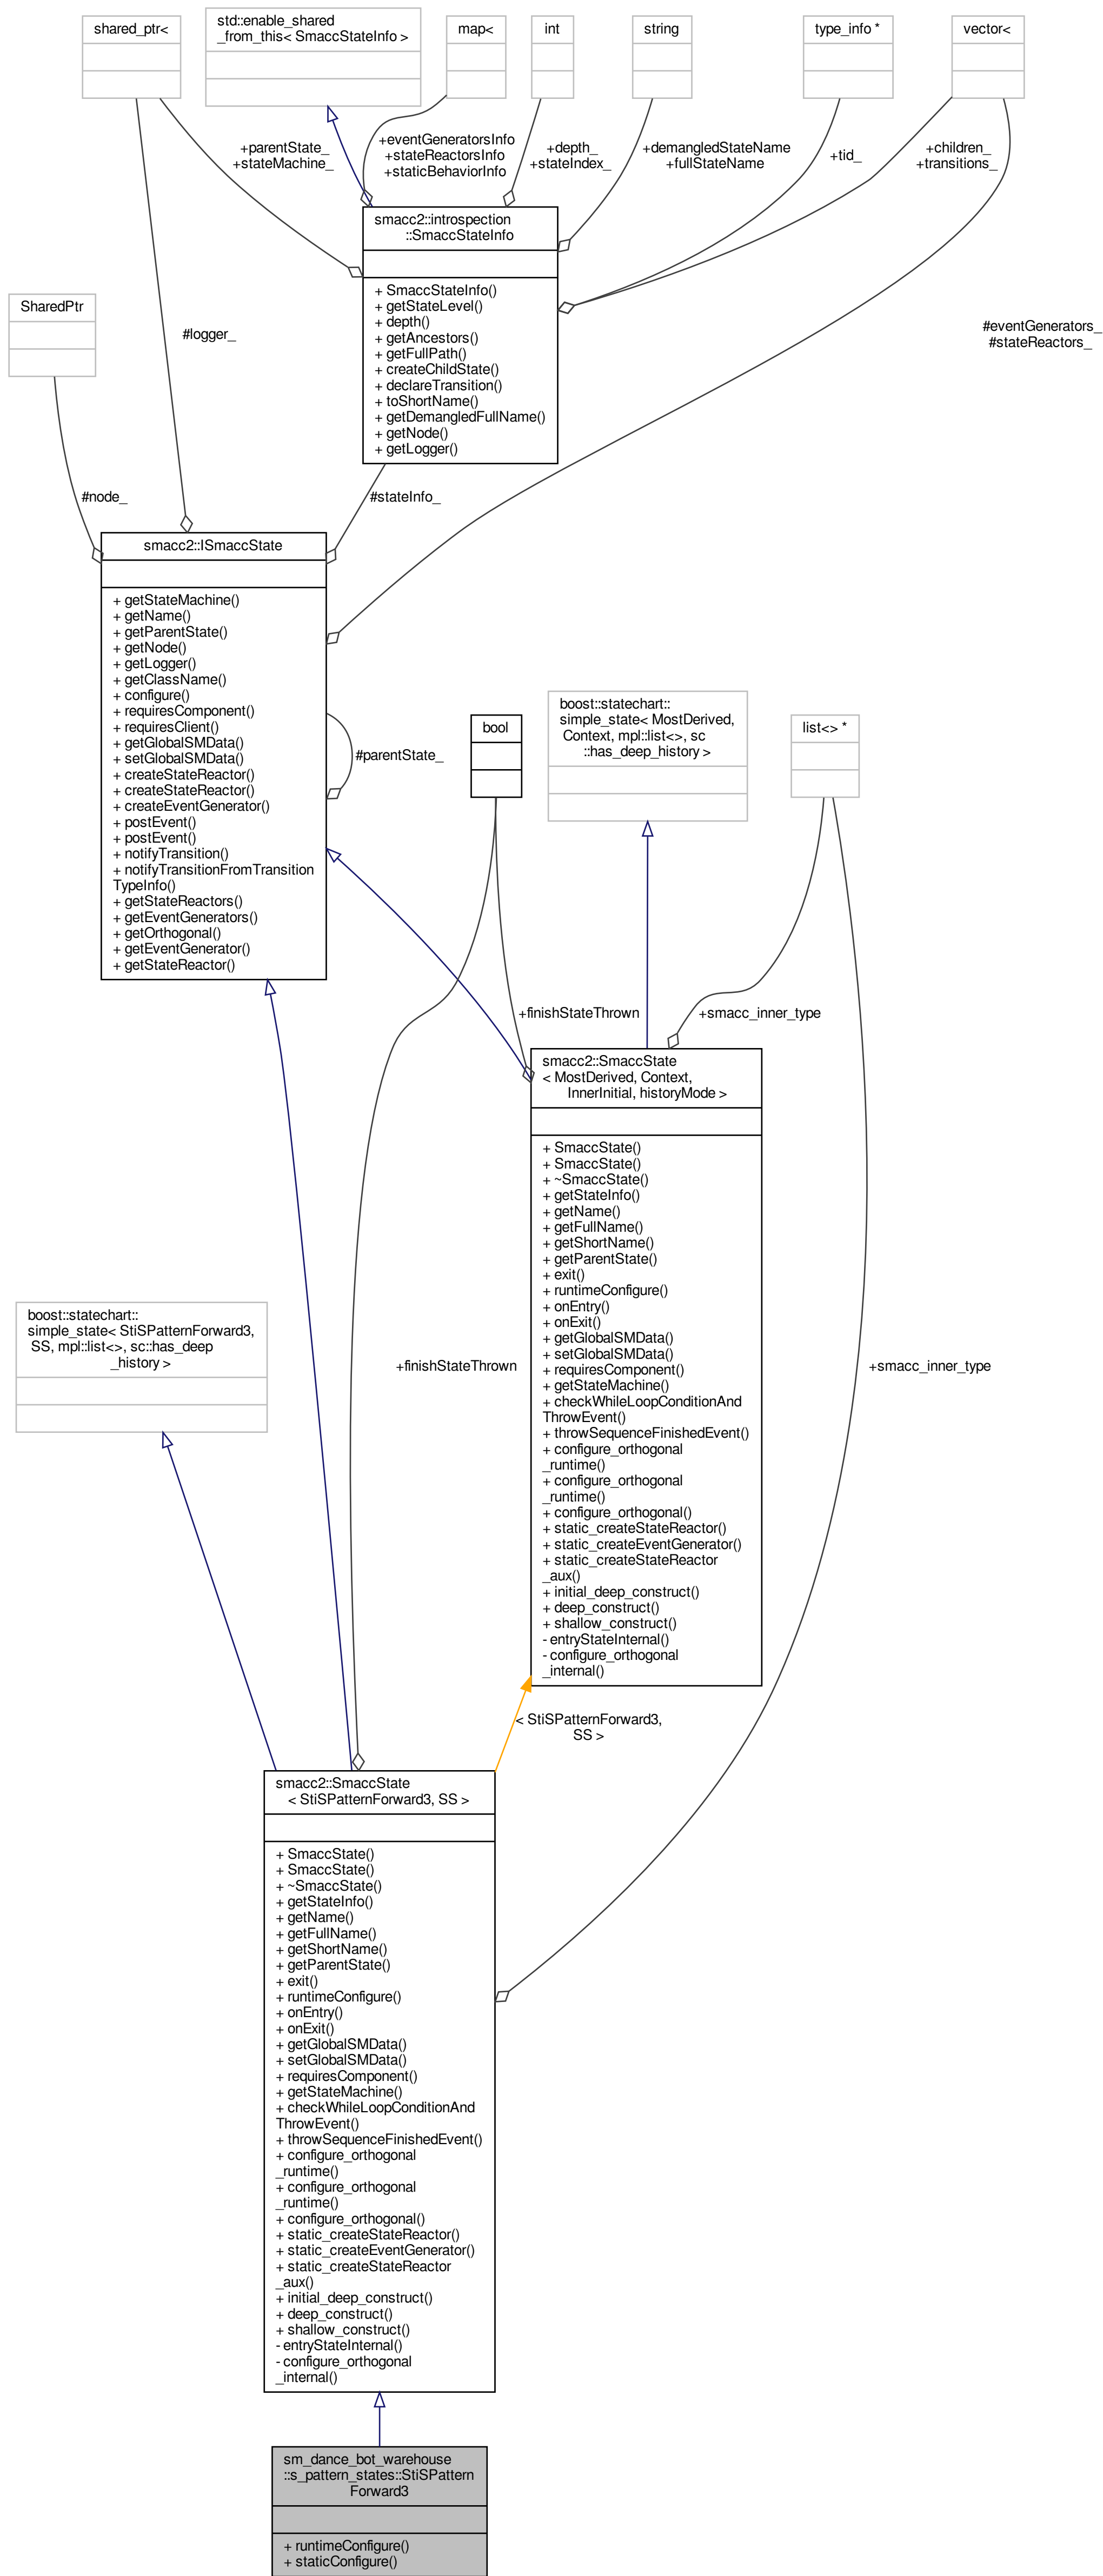 shared_ptr<
std::enable_shared
_from_this< SmaccStateInfo >
map<
int
string
type_info *
vector<
+parentState_
+stateMachine_
+eventGeneratorsInfo
+stateReactorsInfo
+staticBehaviorInfo
+depth_
+stateIndex_
+demangledStateName
+fullStateName
+tid_
+children_
+transitions_
smacc2::introspection
::SmaccStateInfo
+ SmaccStateInfo()
+ getStateLevel()
+ depth()
+ getAncestors()
+ getFullPath()
+ createChildState()
+ declareTransition()
+ toShortName()
+ getDemangledFullName()
+ getNode()
+ getLogger()
SharedPtr
#logger_
#eventGenerators_
#stateReactors_
#node_
#stateInfo_
smacc2::ISmaccState
+ getStateMachine()
+ getName()
+ getParentState()
+ getNode()
+ getLogger()
+ getClassName()
+ configure()
+ requiresComponent()
+ requiresClient()
+ getGlobalSMData()
+ setGlobalSMData()
+ createStateReactor()
+ createStateReactor()
+ createEventGenerator()
+ postEvent()
+ postEvent()
+ notifyTransition()
+ notifyTransitionFromTransition
TypeInfo()
+ getStateReactors()
+ getEventGenerators()
+ getOrthogonal()
+ getEventGenerator()
+ getStateReactor()
#parentState_
bool
boost::statechart::
simple_state< MostDerived,
Context, mpl::list<>, sc
::has_deep_history >
list<> *
+finishStateThrown
+smacc_inner_type
smacc2::SmaccState
< MostDerived, Context,
InnerInitial, historyMode >
+ SmaccState()
+ SmaccState()
+ ~SmaccState()
+ getStateInfo()
+ getName()
+ getFullName()
+ getShortName()
+ getParentState()
+ exit()
+ runtimeConfigure()
+ onEntry()
+ onExit()
+ getGlobalSMData()
+ setGlobalSMData()
+ requiresComponent()
+ getStateMachine()
+ checkWhileLoopConditionAnd
ThrowEvent()
+ throwSequenceFinishedEvent()
+ configure_orthogonal
_runtime()
+ configure_orthogonal
_runtime()
+ configure_orthogonal()
+ static_createStateReactor()
+ static_createEventGenerator()
+ static_createStateReactor
_aux()
+ initial_deep_construct()
+ deep_construct()
+ shallow_construct()
- entryStateInternal()
- configure_orthogonal
_internal()
boost::statechart::
simple_state< StiSPatternForward3,
SS, mpl::list<>, sc::has_deep
_history >
+finishStateThrown
+smacc_inner_type
< StiSPatternForward3,
SS >
smacc2::SmaccState
< StiSPatternForward3, SS >
+ SmaccState()
+ SmaccState()
+ ~SmaccState()
+ getStateInfo()
+ getName()
+ getFullName()
+ getShortName()
+ getParentState()
+ exit()
+ runtimeConfigure()
+ onEntry()
+ onExit()
+ getGlobalSMData()
+ setGlobalSMData()
+ requiresComponent()
+ getStateMachine()
+ checkWhileLoopConditionAnd
ThrowEvent()
+ throwSequenceFinishedEvent()
+ configure_orthogonal
_runtime()
+ configure_orthogonal
_runtime()
+ configure_orthogonal()
+ static_createStateReactor()
+ static_createEventGenerator()
+ static_createStateReactor
_aux()
+ initial_deep_construct()
+ deep_construct()
+ shallow_construct()
- entryStateInternal()
- configure_orthogonal
_internal()
sm_dance_bot_warehouse
::s_pattern_states::StiSPattern
Forward3
+ runtimeConfigure()
+ staticConfigure()